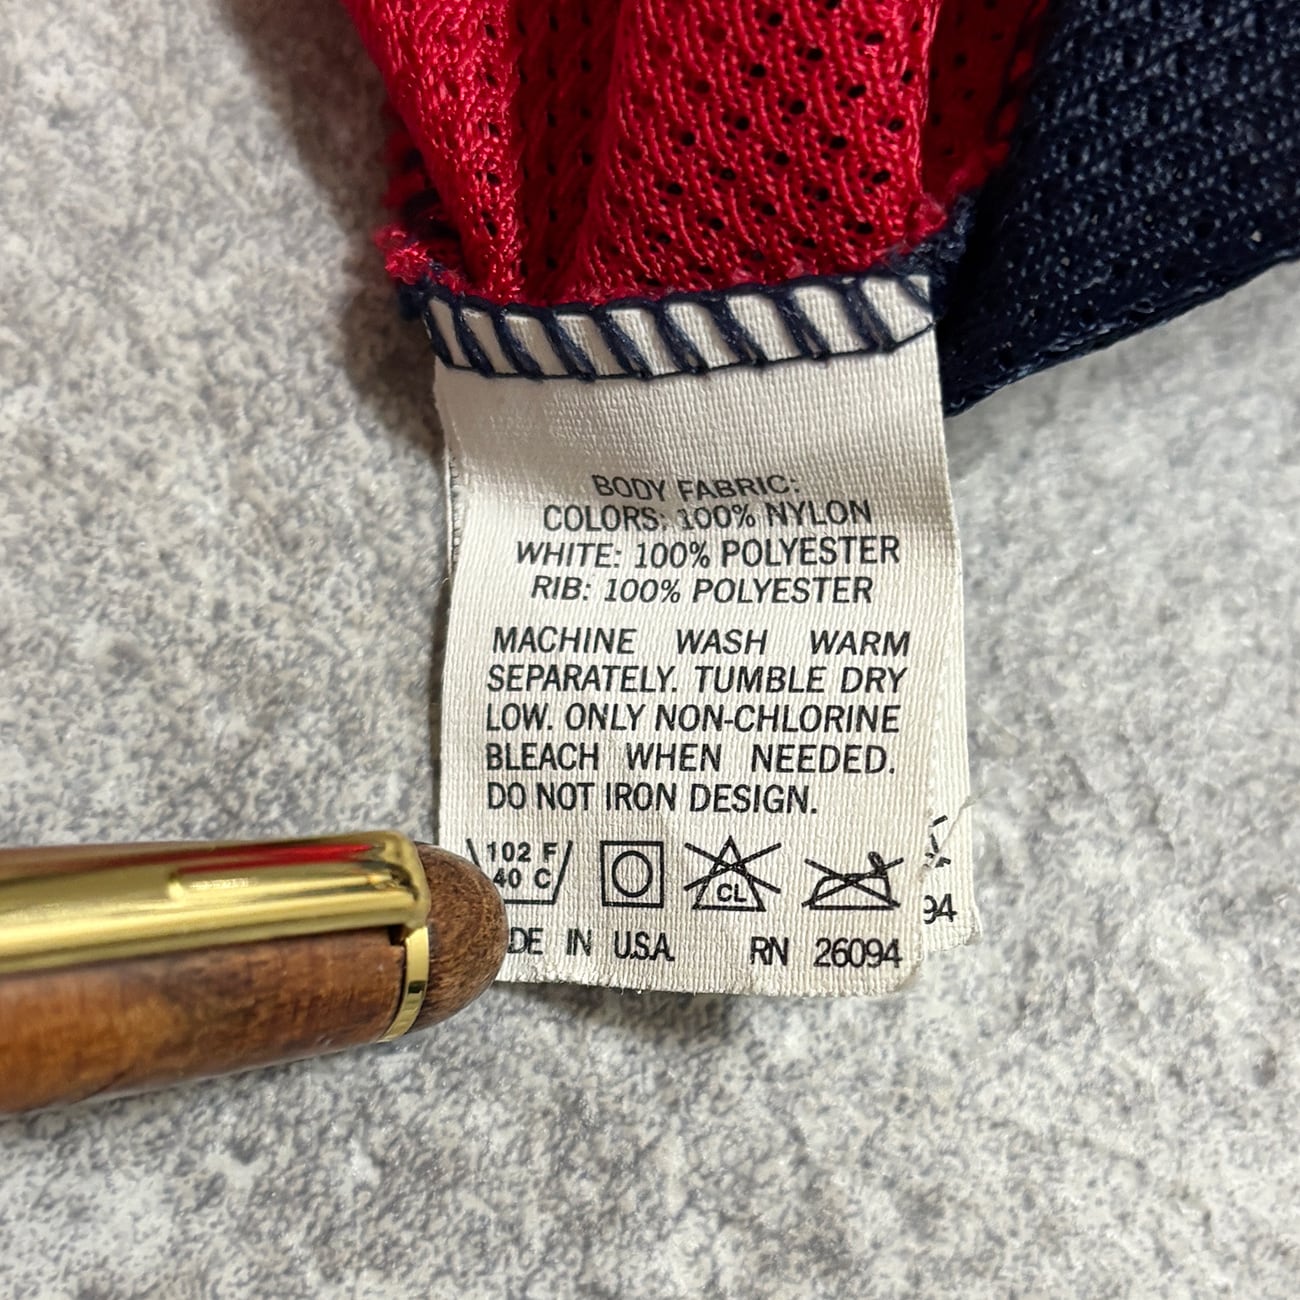 BODY FABRIC:
COLORS: 100% NYLON
WHITE: 100% POLYESTER
RIB: 100% POLYESTER
MACHINE WASH WARM
SEPARATELY. TUMBLE DRY
LOW. ONLY NON-CHLORINE
BLEACH WHEN NEEDED.
DO NOT IRON DESIGN.
102 F
40 C
CL
DE IN U.S.A. RN 26094
94